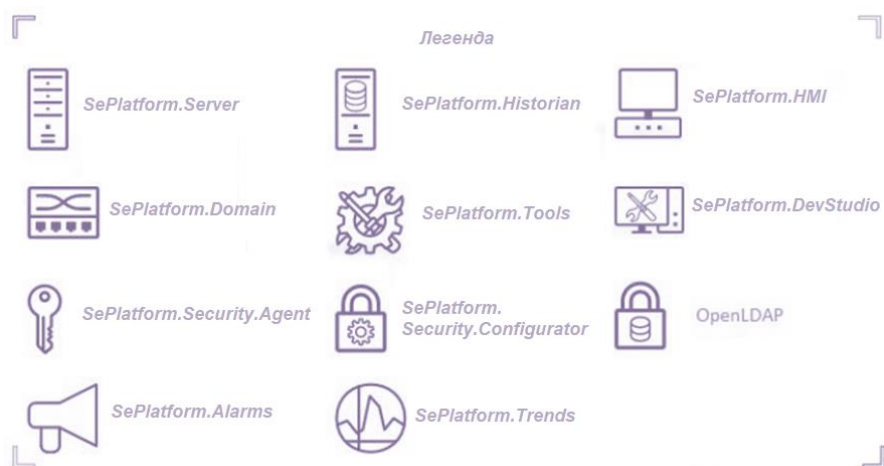 Легенда
SePlatform.Server
SePlatform.Historian
SePlatform.HMI
SePlatform.Domain
SePlatform.Tools
SePlatform.DevStudio
SePlatform.Security.Agent
SePlatform.
Security.Configurator
OpenLDAP
SePlatform.Alarms
SePlatform.Trends